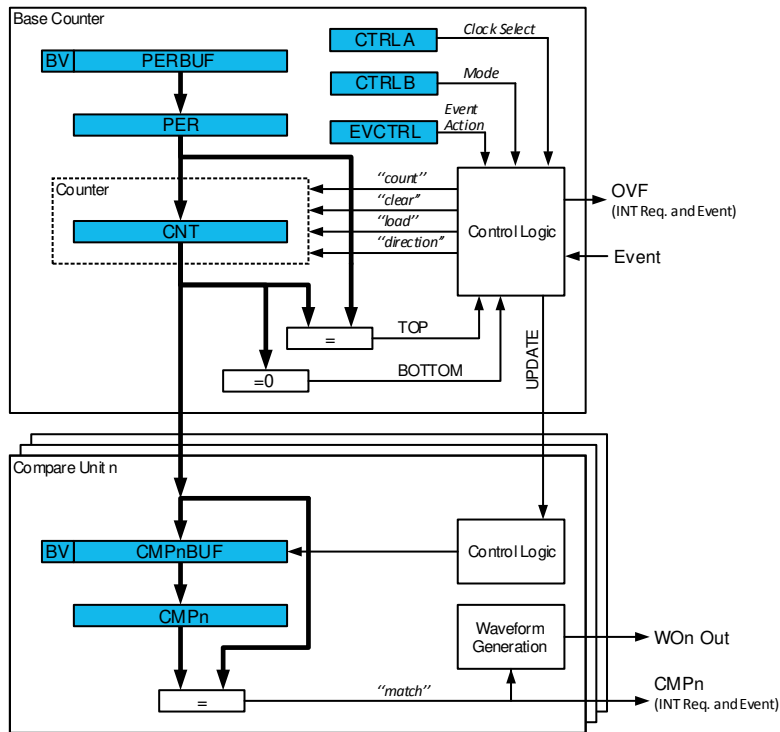 Base Counter
BV PERBUF
PER
CTRLA
Clock Select
CTRLB
Mode
EVCTRL
Event
Action
Counter
CNT
“count”
“clear”
“load”
“direction”
Control Logic
OVF
(INT Req. and Event)
Event
=
TOP
=0
BOTTOM
UPDATE
Compare Unit n
BV CMPnBUF
Control Logic
CMPn
Waveform
Generation
WOn Out
=
“match”
CMPn
(INT Req. and Event)